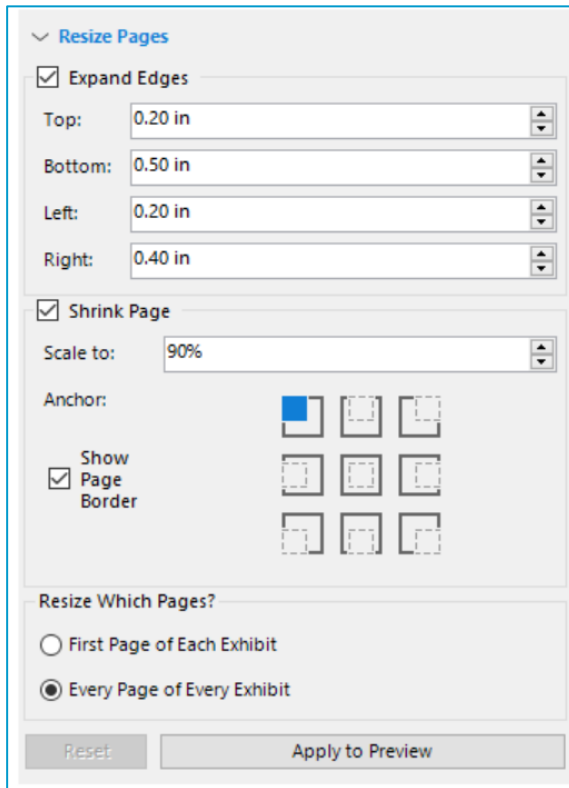 Resize Pages
Expand Edges
Top: 0.20 in
Bottom: 0.50 in
Left: 0.20 in
Right: 0.40 in
Shrink Page
Scale to: 90%
Anchor:
Show
Page
Border
Resize Which Pages?
First Page of Each Exhibit
Every Page of Every Exhibit
Reset Apply to Preview